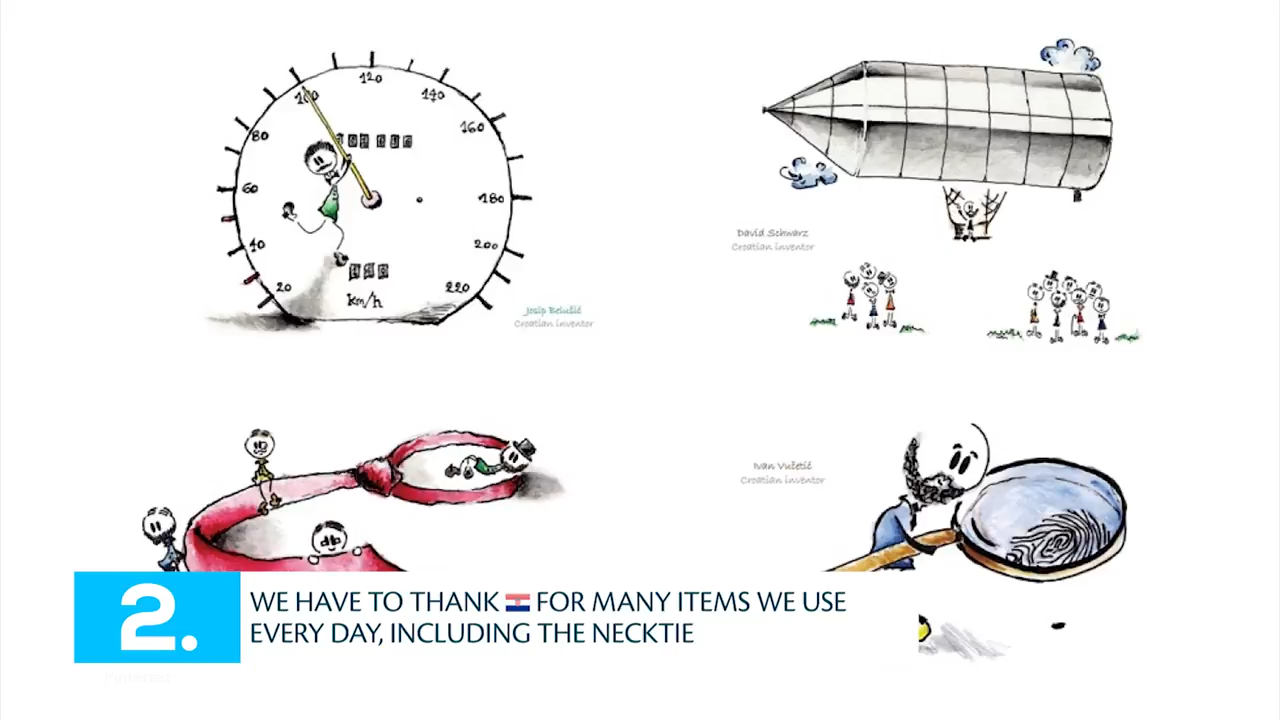 120
100
140
80
160
60
180
40
200
20
220
km/h
Josip Belušić
Croatian inventor
David Schwarz
Croatian inventor
Ivan Vučetić
Croatian inventor
2.
WE HAVE TO THANK FOR MANY ITEMS WE USE
EVERY DAY, INCLUDING THE NECKTIE